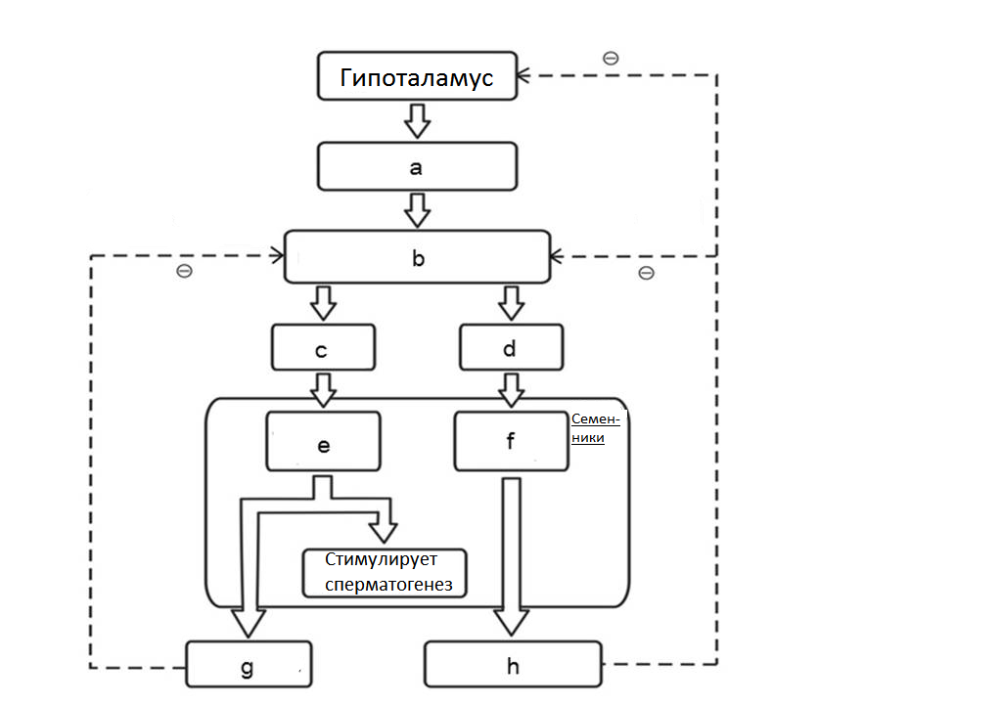 Гипоталамус
a
b
c
d
e
f
Семен-
ники
Стимулирует
сперматогенез
g
h